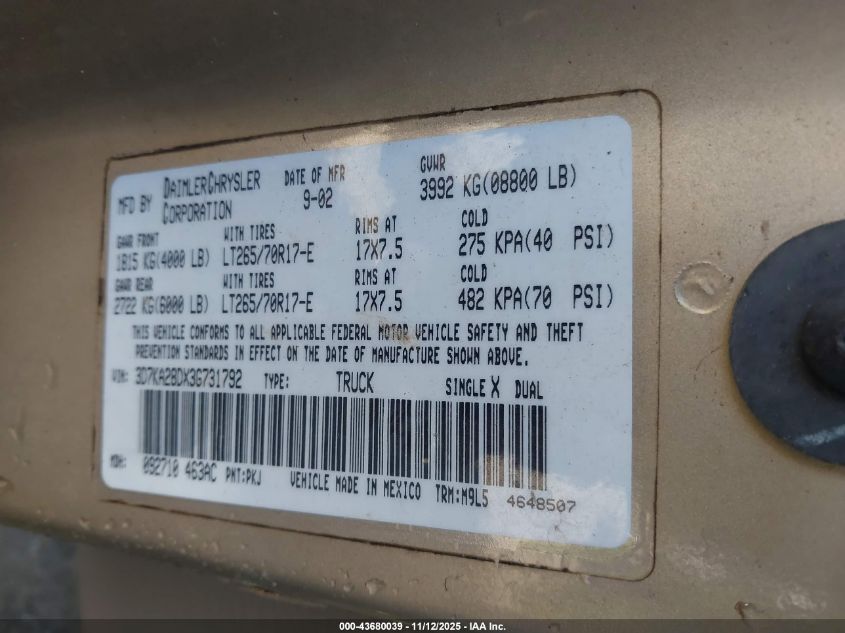 MFD BY DAIMLERCHRYSLER CORPORATION DATE OF MFR 9-02 GVWR 3992 KG(08800 LB)
GAWR FRONT WITH TIRES RIMS AT COLD
1815 KG(4000 LB) LT265/70R17-E 17X7.5 275 KPA(40 PSI)
GAWR REAR WITH TIRES RIMS AT COLD
2722 KG(6000 LB) LT265/70R17-E 17X7.5 482 KPA(70 PSI)
THIS VEHICLE CONFORMS TO ALL APPLICABLE FEDERAL MOTOR VEHICLE SAFETY AND THEFT
PREVENTION STANDARDS IN EFFECT ON THE DATE OF MANUFACTURE SHOWN ABOVE.
VIN: 3D7KA28DX3G731792 TYPE: TRUCK SINGLE X DUAL
MDH: 092710 463AC PNT:PKJ VEHICLE MADE IN MEXICO TRM:M9L5 4648507
000-43680039 - 11/12/2025 - IAA Inc.